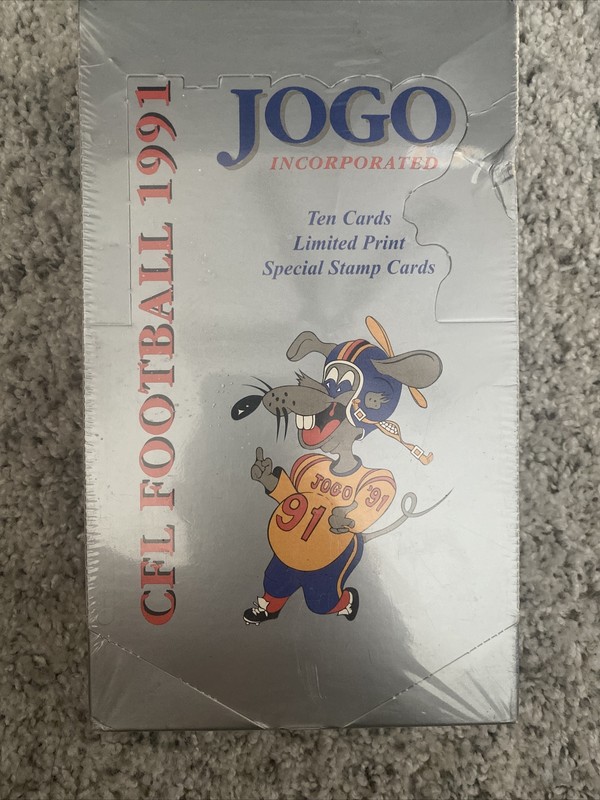 CFL FOOTBALL 1991
JOGO
INCORPORATED
Ten Cards
Limited Print
Special Stamp Cards
JOGO '91
91